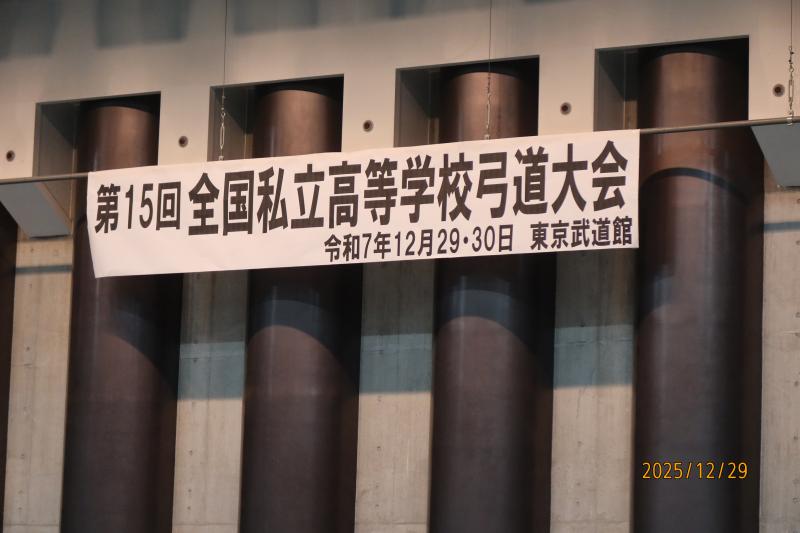 第15回 全国私立高等学校弓道大会
令和7年12月29・30日 東京武道館
2025/12/29